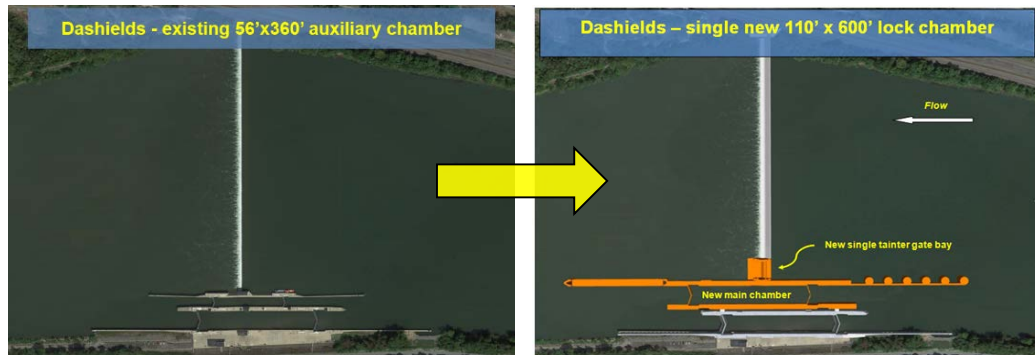 Dashields - existing 56'x360' auxiliary chamber
Dashields – single new 110' x 600' lock chamber
Flow
New single tainter gate bay
New main chamber